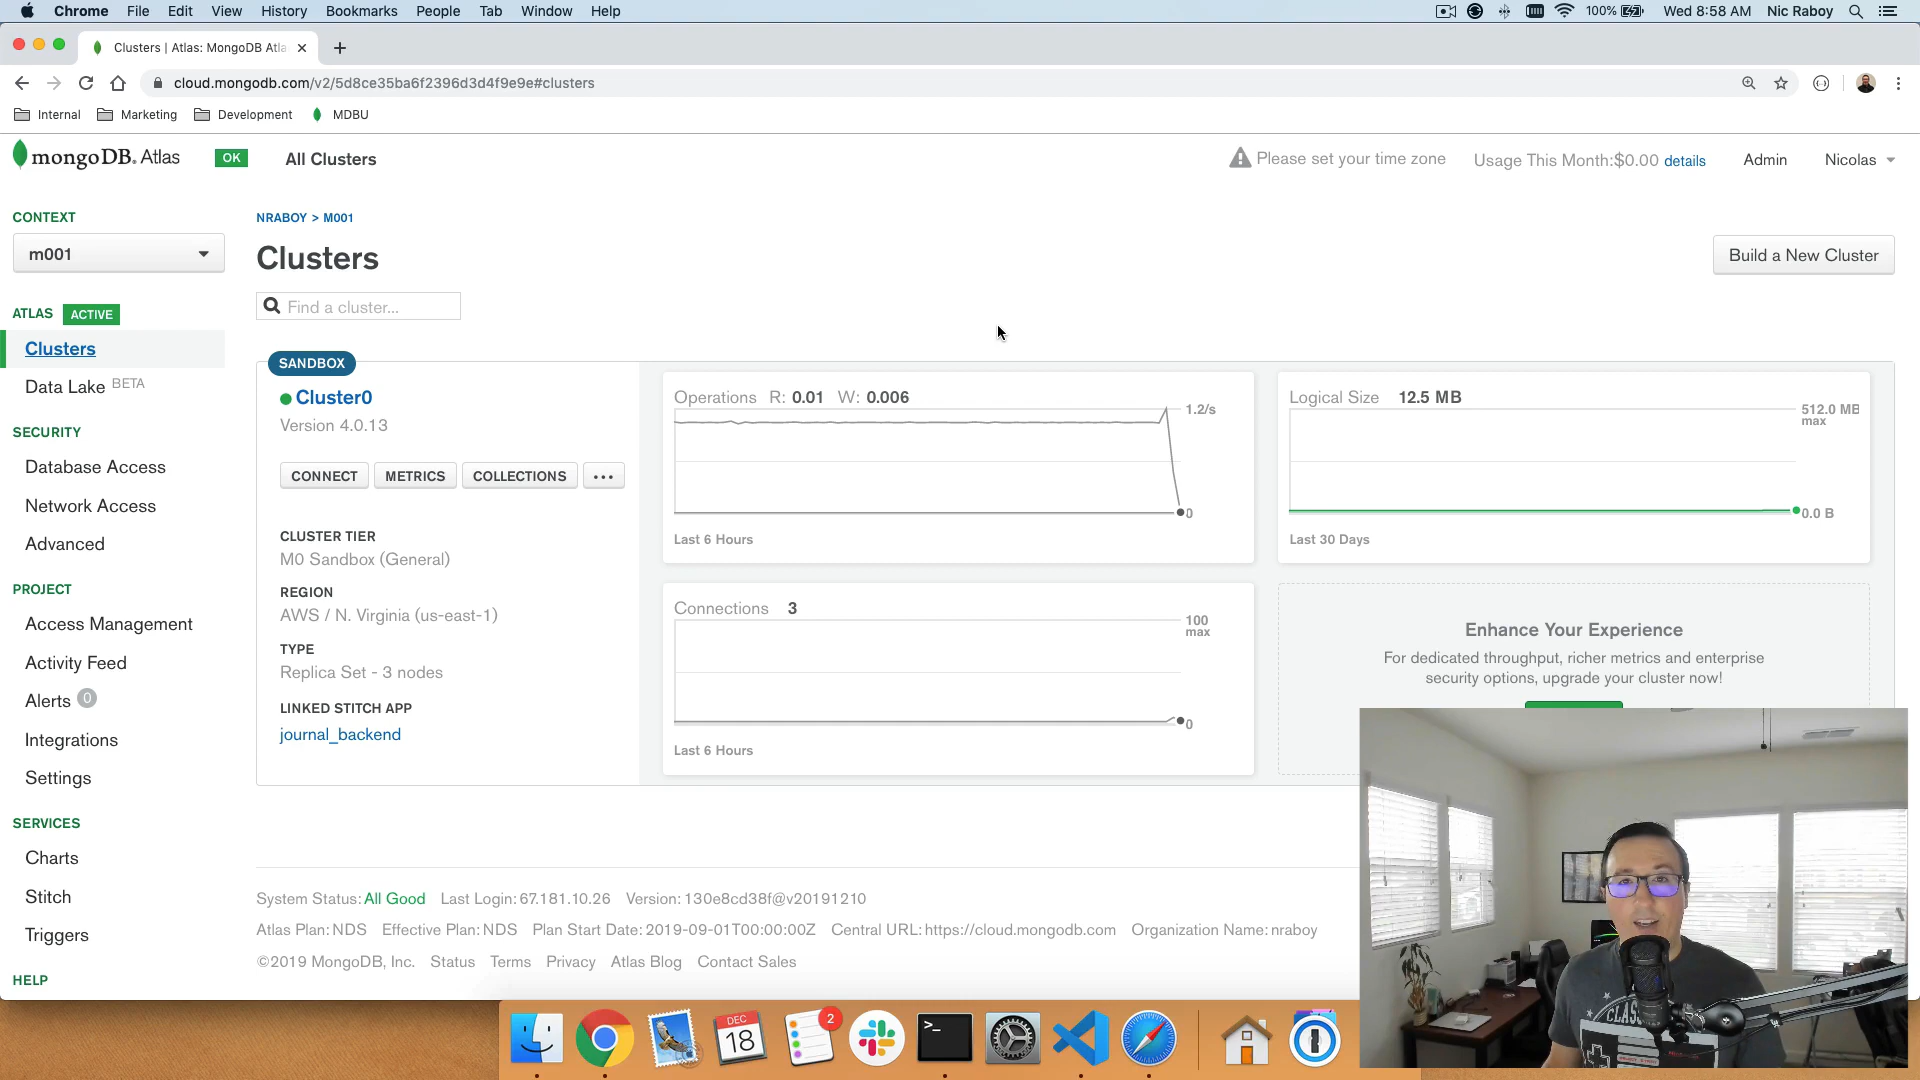 Chrome File Edit View History Bookmarks People Tab Window Help
100% Wed 8:58 AM Nic Raboy
Clusters | Atlas: MongoDB Atla
cloud.mongodb.com/v2/5d8ce35ba6f2396d3d4f9e9e#clusters
Internal Marketing Development MDBU
mongoDB. Atlas OK All Clusters
Please set your time zone Usage This Month:$0.00 details Admin Nicolas
CONTEXT
m001
ATLAS ACTIVE
Clusters
Data Lake BETA
SECURITY
Database Access
Network Access
Advanced
PROJECT
Access Management
Activity Feed
Alerts 0
Integrations
Settings
SERVICES
Charts
Stitch
Triggers
HELP
NRABOY > M001
Clusters
Build a New Cluster
Find a cluster...
SANDBOX
Cluster0
Version 4.0.13
CONNECT METRICS COLLECTIONS ...
CLUSTER TIER
M0 Sandbox (General)
REGION
AWS / N. Virginia (us-east-1)
TYPE
Replica Set - 3 nodes
LINKED STITCH APP
journal_backend
Operations R: 0.01 W: 0.006
1.2/s
0
Last 6 Hours
Logical Size 12.5 MB
512.0 MB
max
0.0 B
Last 30 Days
Connections 3
100
max
0
Last 6 Hours
Enhance Your Experience
For dedicated throughput, richer metrics and enterprise
security options, upgrade your cluster now!
System Status: All Good Last Login: 67.181.10.26 Version: 130e8cd38f@v20191210
Atlas Plan: NDS Effective Plan: NDS Plan Start Date: 2019-09-01T00:00:00Z Central URL: https://cloud.mongodb.com Organization Name: nraboy
©2019 MongoDB, Inc. Status Terms Privacy Atlas Blog Contact Sales
DEC
18
2